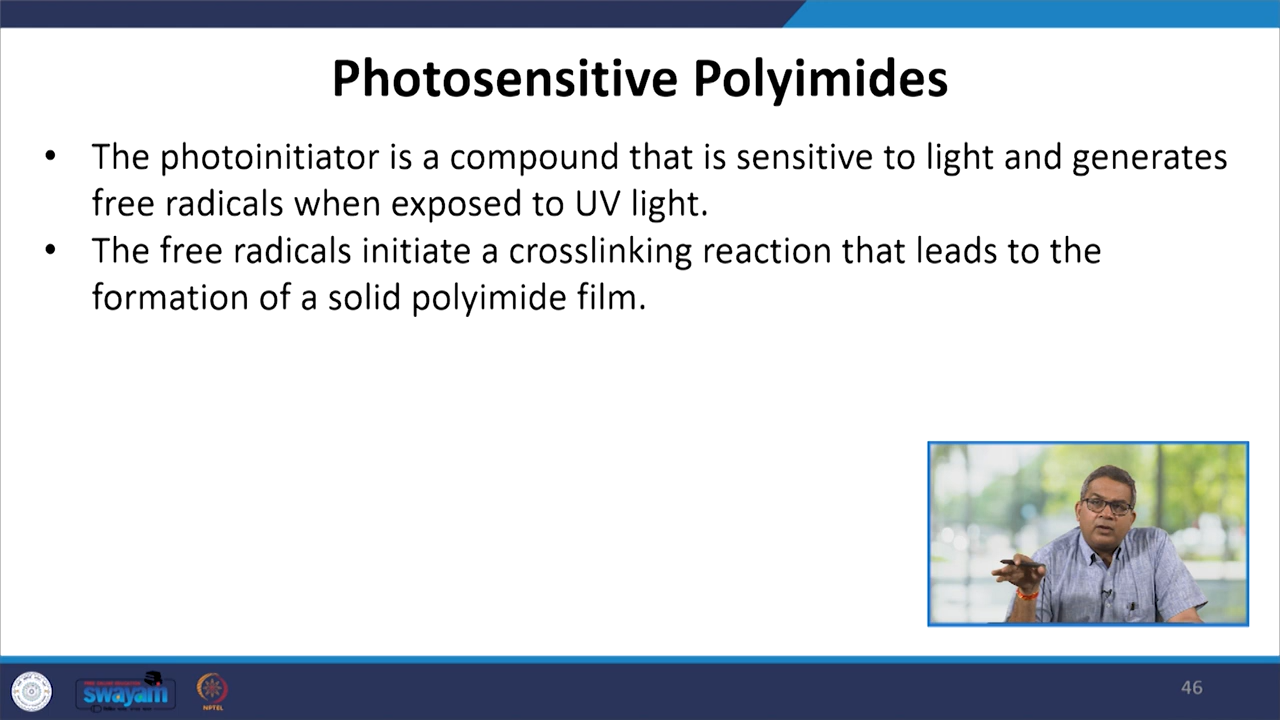 Photosensitive Polyimides
• The photoinitiator is a compound that is sensitive to light and generates
free radicals when exposed to UV light.
• The free radicals initiate a crosslinking reaction that leads to the
formation of a solid polyimide film.
swayam
NPTEL
46